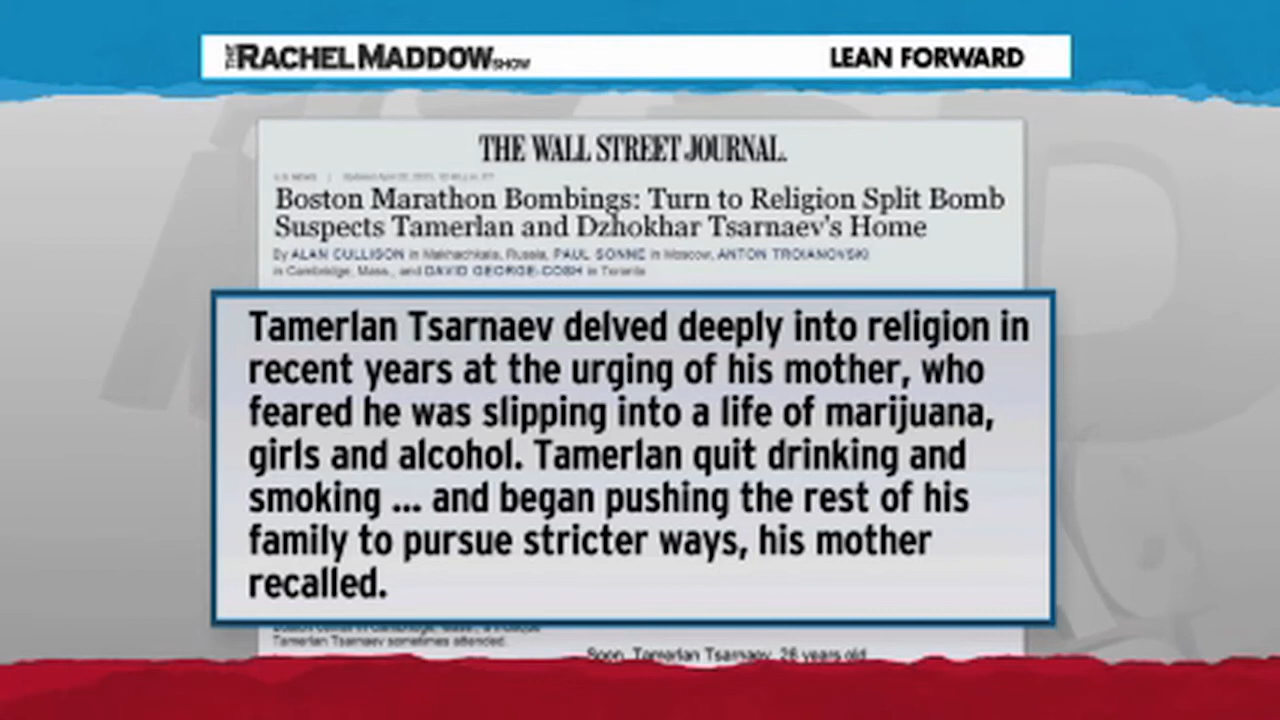 THE RACHEL MADDOW SHOW
LEAN FORWARD
THE WALL STREET JOURNAL.
U.S. NEWS
Boston Marathon Bombings: Turn to Religion Split Bomb
Suspects Tamerlan and Dzhokhar Tsarnaev's Home
By ALAN CULLISON in Makhachkala, Russia, PAUL SONNE in Moscow, ANTON TROIANOVSKI
in Cambridge, Mass., and DAVID GEORGE-COSH in Toronto
Tamerlan Tsarnaev delved deeply into religion in
recent years at the urging of his mother, who
feared he was slipping into a life of marijuana,
girls and alcohol. Tamerlan quit drinking and
smoking ... and began pushing the rest of his
family to pursue stricter ways, his mother
recalled.
Tamerlan Tsarnaev sometimes attended.
Soon, Tamerlan Tsarnaev, 26 years old